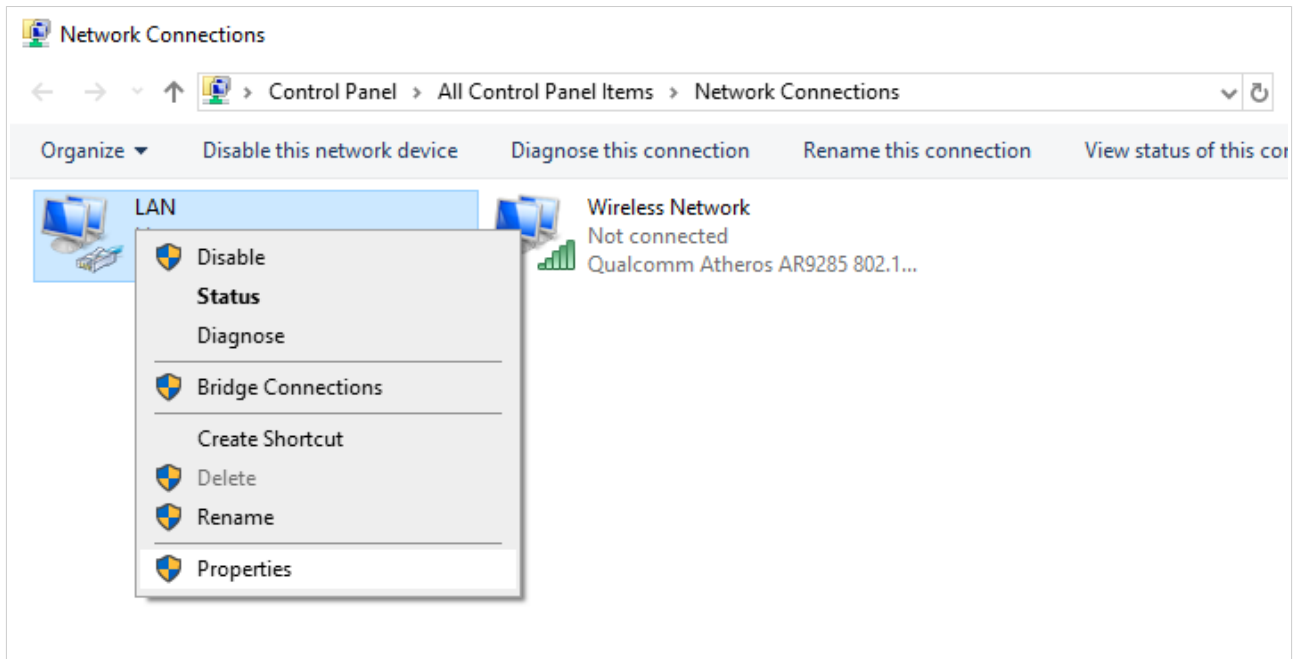 Network Connections
Control Panel > All Control Panel Items > Network Connections
Organize Disable this network device Diagnose this connection Rename this connection View status of this
LAN
Wireless Network
Not connected
Qualcomm Atheros AR9285 802.1...
Disable
Status
Diagnose
Bridge Connections
Create Shortcut
Delete
Rename
Properties